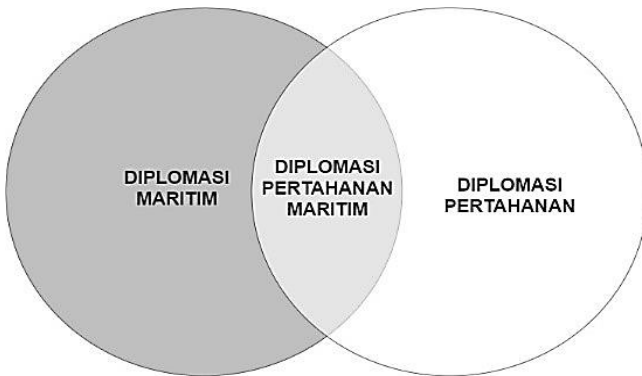 DIPLOMASI
MARITIM
DIPLOMASI
PERTAHANAN
MARITIM
DIPLOMASI
PERTAHANAN